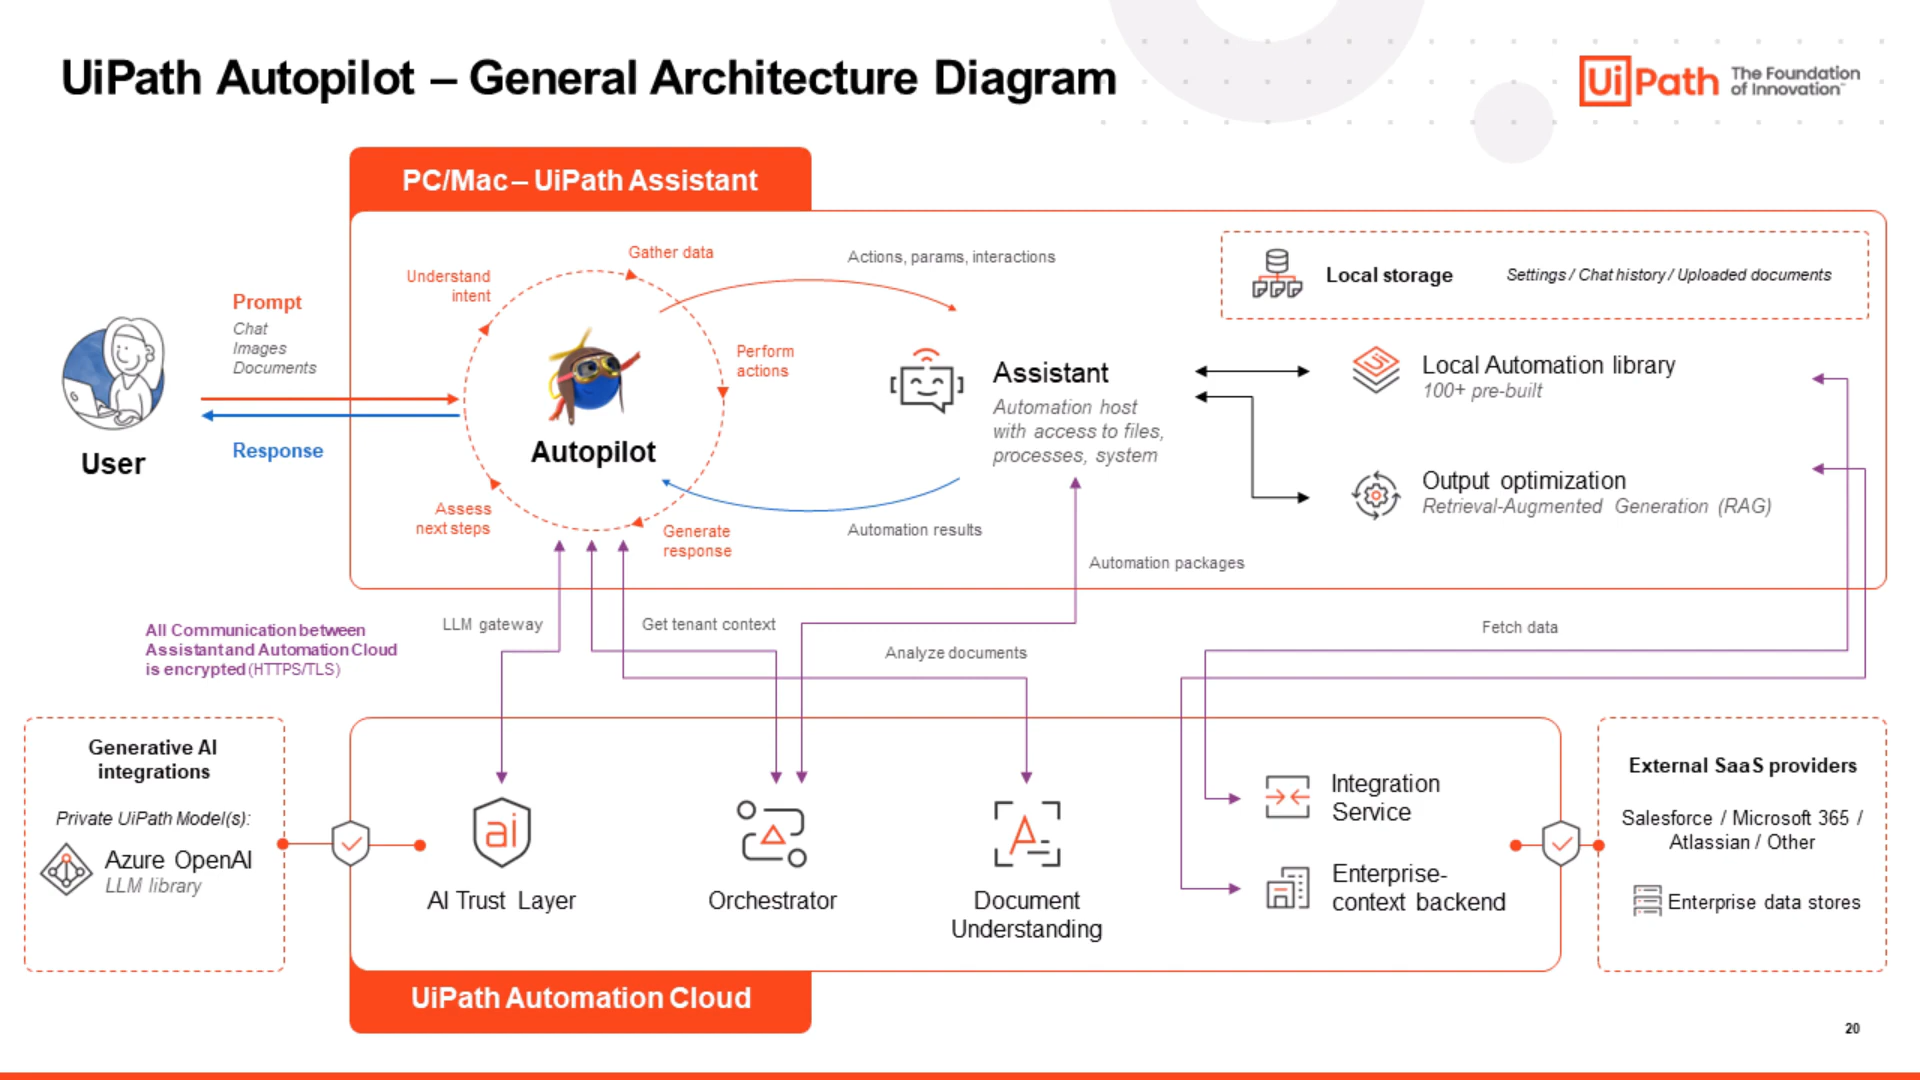 UiPath Autopilot – General Architecture Diagram
UiPath The Foundation
of Innovation™
PC/Mac – UiPath Assistant
Gather data
Understand
intent
Actions, params, interactions
Local storage
Settings / Chat history / Uploaded documents
Prompt
Chat
Images
Documents
Perform
actions
Assistant
Automation host
with access to files,
processes, system
Local Automation library
100+ pre-built
User
Response
Autopilot
Output optimization
Retrieval-Augmented Generation (RAG)
Assess
next steps
Generate
response
Automation results
Automation packages
All Communication between
Assistant and Automation Cloud
is encrypted (HTTPS/TLS)
LLM gateway
Get tenant context
Analyze documents
Fetch data
Generative AI
integrations
Private UiPath Model(s):
Azure OpenAI
LLM library
ai
AI Trust Layer
Orchestrator
A
Document
Understanding
Integration
Service
Enterprise-
context backend
External SaaS providers
Salesforce / Microsoft 365 /
Atlassian / Other
Enterprise data stores
UiPath Automation Cloud
20